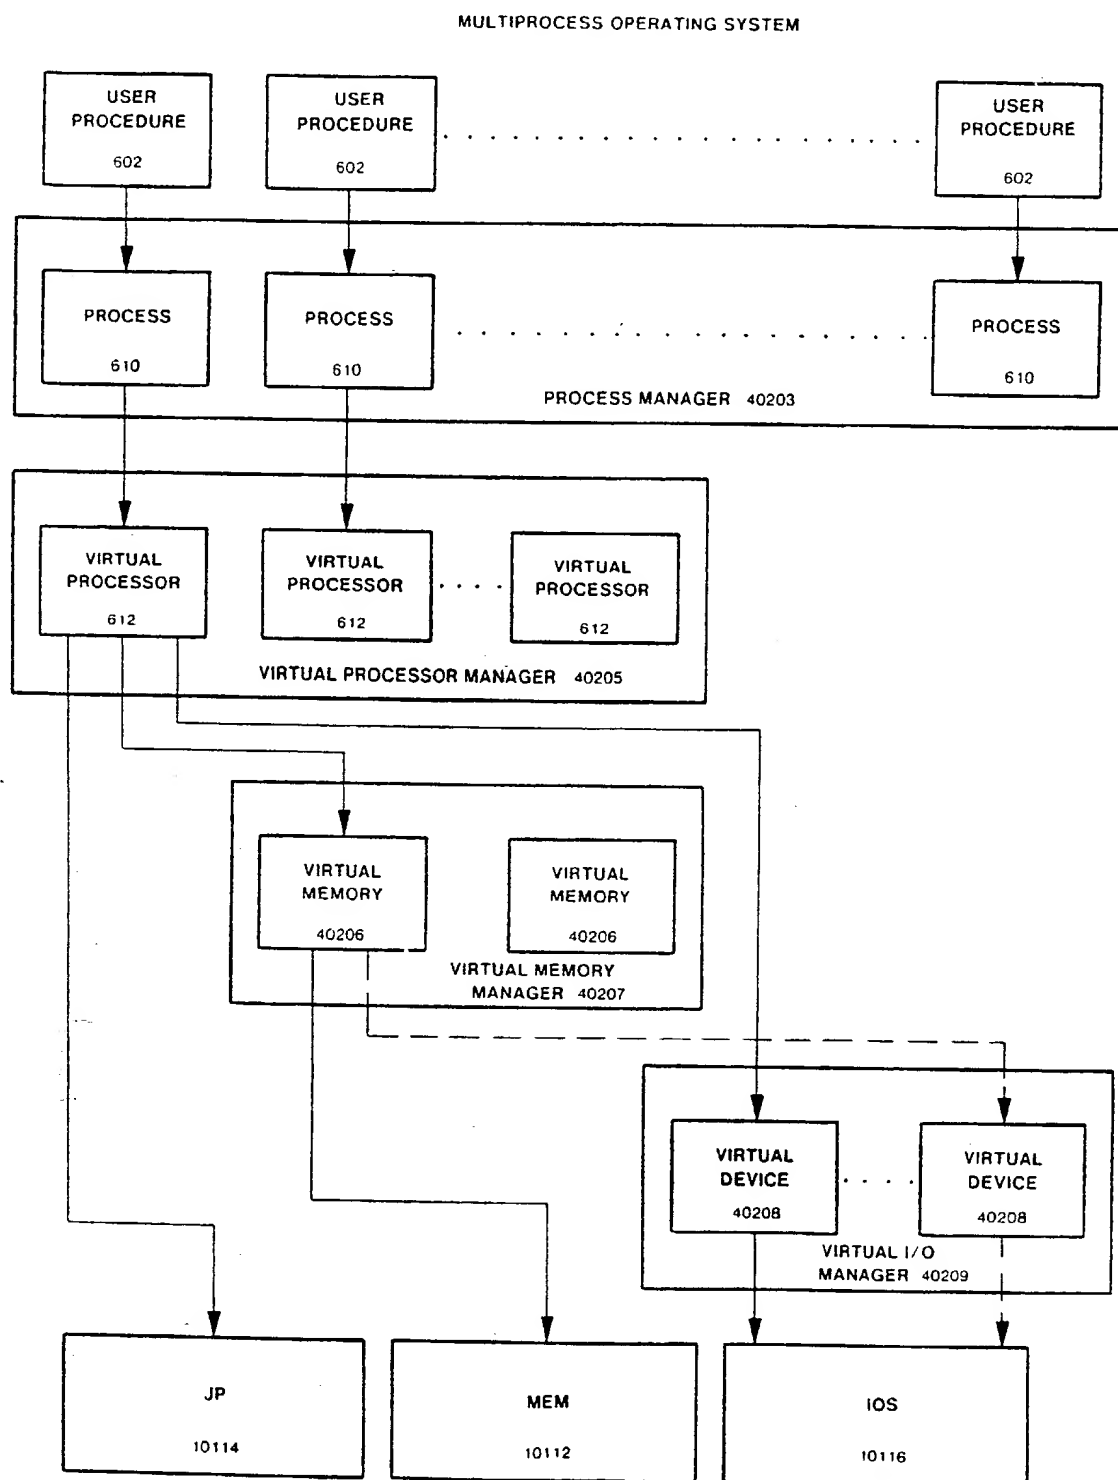 MULTIPROCESS OPERATING SYSTEM
USER
PROCEDURE
602
USER
PROCEDURE
602
USER
PROCEDURE
602
PROCESS
610
PROCESS
610
PROCESS
610
PROCESS MANAGER 40203
VIRTUAL
PROCESSOR
612
VIRTUAL
PROCESSOR
612
VIRTUAL
PROCESSOR
612
VIRTUAL PROCESSOR MANAGER 40205
VIRTUAL
MEMORY
40206
VIRTUAL
MEMORY
40206
VIRTUAL MEMORY
MANAGER 40207
VIRTUAL
DEVICE
40208
VIRTUAL
DEVICE
40208
VIRTUAL I/O
MANAGER 40209
JP
10114
MEM
10112
IOS
10116